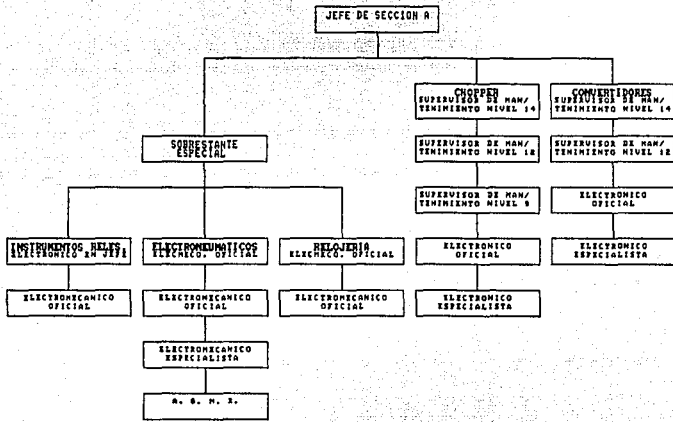 JEFE DE SECCION A
CHOPPER
SUPERVISOR DE MAN/
TENIMIENTO NIVEL 14
CONVERTIDORES
SUPERVISOR DE MAN/
TENIMIENTO NIVEL 14
SOBRESTANTE
ESPECIAL
SUPERVISOR DE MAN/
TENIMIENTO NIVEL 12
SUPERVISOR DE MAN/
TENIMIENTO NIVEL 12
SUPERVISOR DE MAN/
TENIMIENTO NIVEL 9
ELECTRONICO
OFICIAL
INSTRUMENTOS RELES.
ELECTRONICO EN JEFE
ELECTRONEUMATICOS
ELECMECO. OFICIAL
RELOJERIA
ELECMECO. OFICIAL
ELECTRONICO
OFICIAL
ELECTRONICO
ESPECIALISTA
ELECTROMECANICO
OFICIAL
ELECTROMECANICO
OFICIAL
ELECTROMECANICO
OFICIAL
ELECTRONICO
ESPECIALISTA
ELECTROMECANICO
ESPECIALISTA